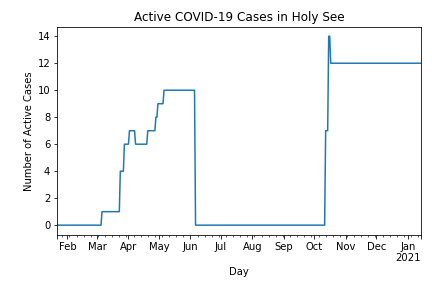 Active COVID-19 Cases in Holy See
Number of Active Cases
14
12
10
8
6
4
2
0
Feb Mar Apr May Jun Jul Aug Sep Oct Nov Dec Jan
2021
Day